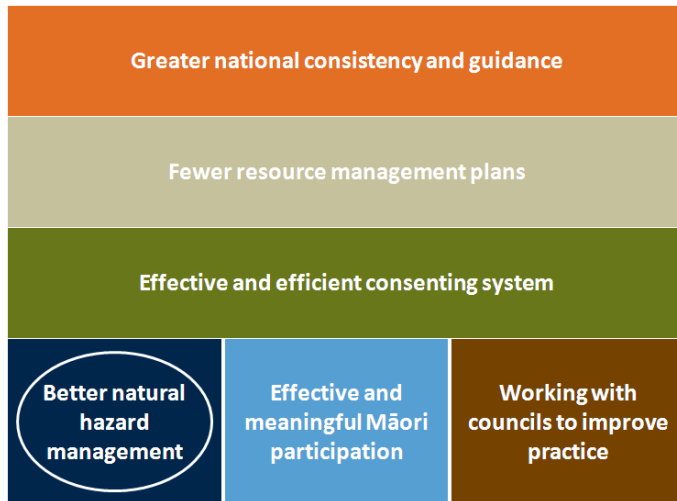 Greater national consistency and guidance
Fewer resource management plans
Effective and efficient consenting system
Better natural
hazard
management
Effective and
meaningful Māori
participation
Working with
councils to improve
practice